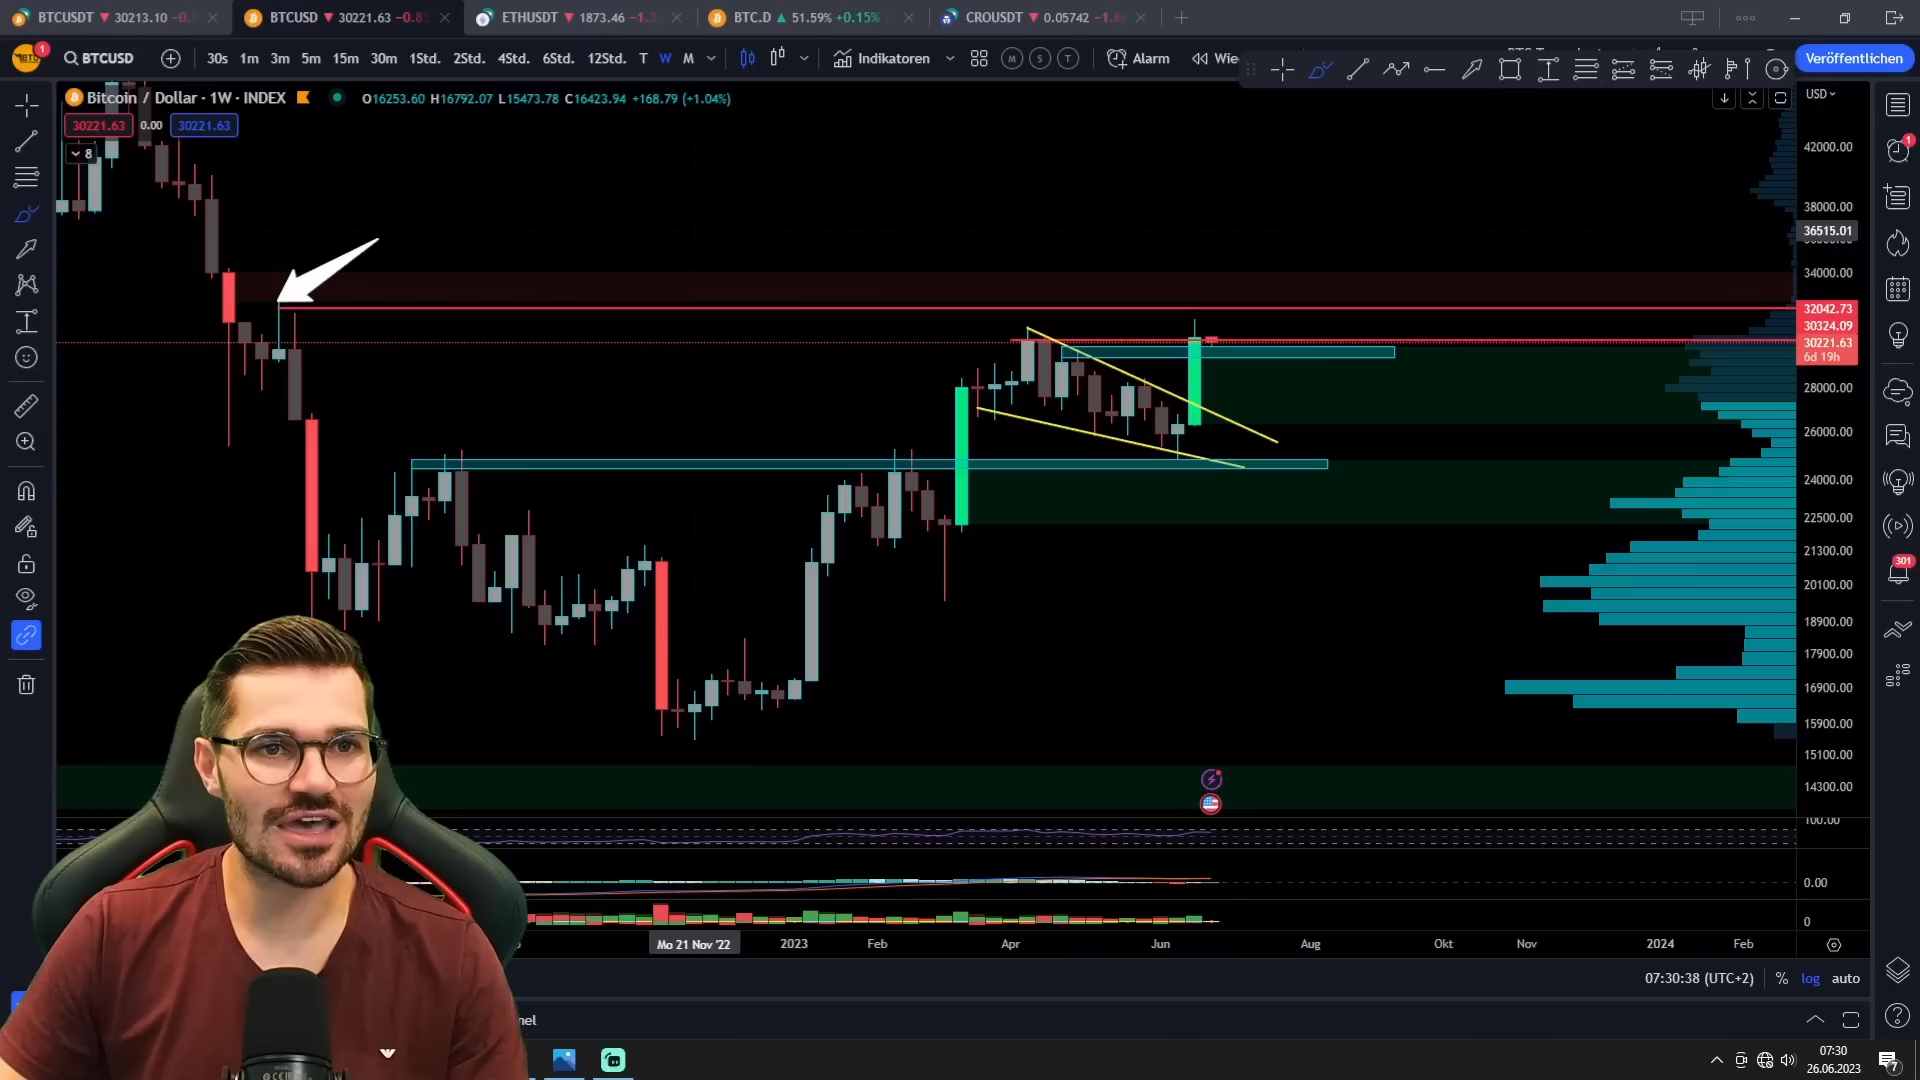 BTCUSDT ▼ 30213.10 −0.8
BTCUSD ▼ 30221.63 −0.8
ETHUSDT ▼ 1873.46 −1.3
BTC.D ▲ 51.59% +0.15%
CROUSDT ▼ 0.05742 −1.6
1
BTCUSD
30s 1m 3m 5m 15m 30m 1Std. 2Std. 4Std. 6Std. 12Std. T W M
Indikatoren
M S T
Alarm
Wie
Veröffentlichen
Bitcoin / Dollar · 1W · INDEX
O16253.60 H16792.07 L15473.78 C16423.94 +168.79 (+1.04%)
30221.63 0.00 30221.63
8
USD
42000.00
38000.00
36515.01
34000.00
32042.73
30324.09
30221.63
6d 19h
28000.00
26000.00
24000.00
22500.00
21300.00
20100.00
18900.00
17900.00
16900.00
15900.00
15100.00
14300.00
100.00
0.00
0
1
301
Mo 21 Nov '22 2023 Feb Apr Jun Aug Okt Nov 2024 Feb
07:30:38 (UTC+2) % log auto
nel
07:30
26.06.2023
7